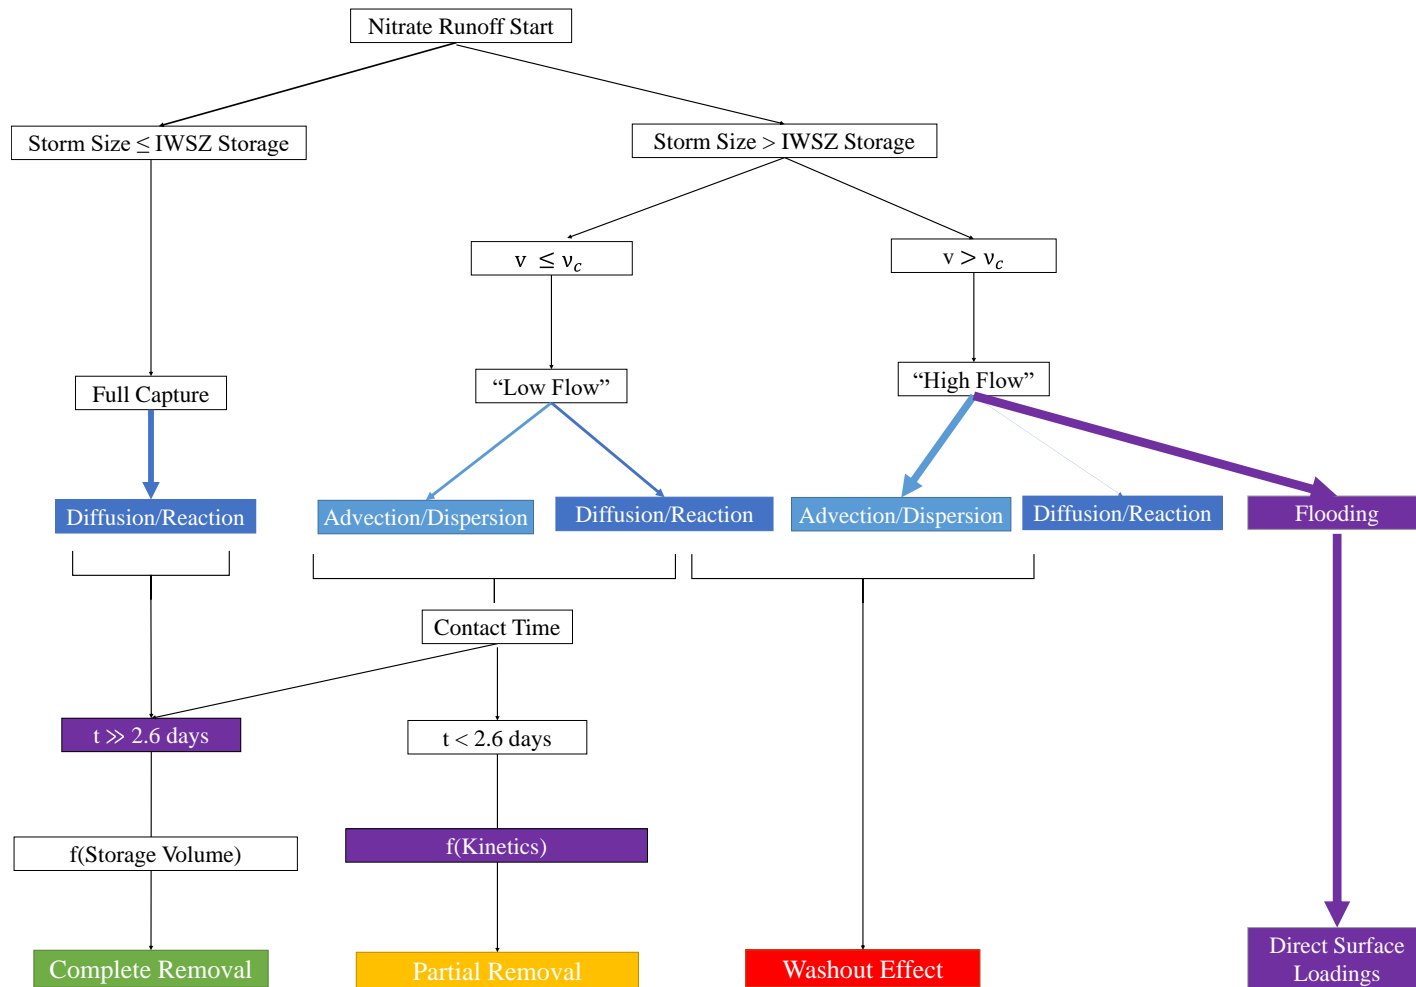 Nitrate Runoff Start
Storm Size ≤ IWSZ Storage
Storm Size > IWSZ Storage
v ≤ ν_c
v > ν_c
Full Capture
“Low Flow”
“High Flow”
Diffusion/Reaction
Advection/Dispersion
Diffusion/Reaction
Advection/Dispersion
Diffusion/Reaction
Flooding
Contact Time
t ≫ 2.6 days
t < 2.6 days
f(Storage Volume)
f(Kinetics)
Complete Removal
Partial Removal
Washout Effect
Direct Surface
Loadings